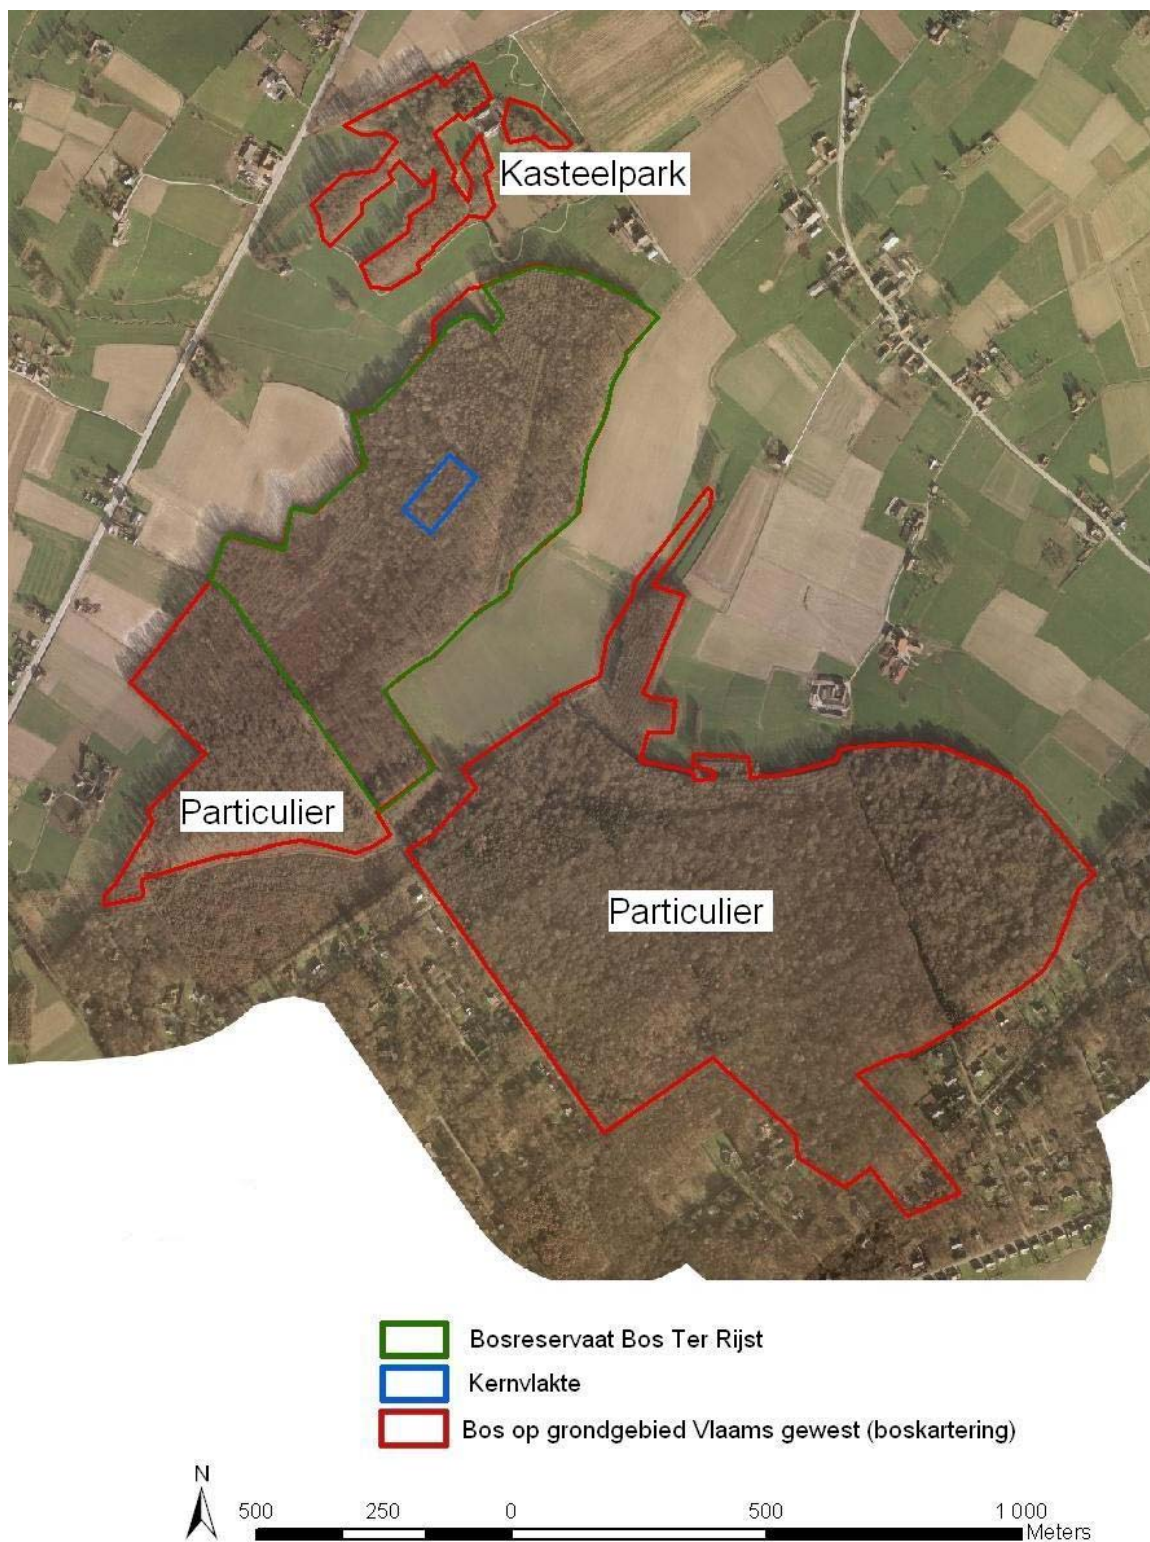 Kasteelpark
Particulier
Particulier
Bosreservaat Bos Ter Rijst
Kernvlakte
Bos op grondgebied Vlaams gewest (boskartering)
N
500 250 0 500 1 000
Meters